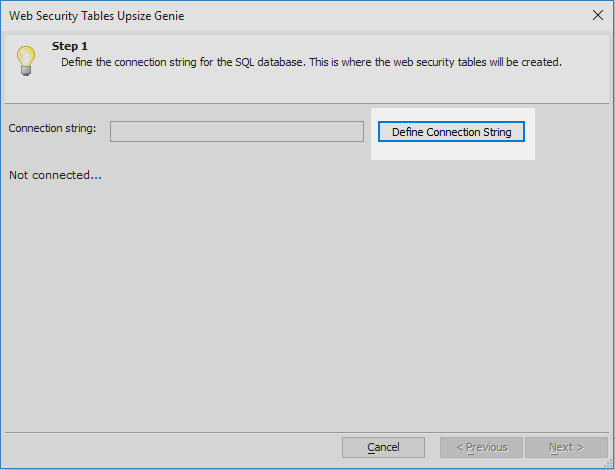 Web Security Tables Upsize Genie
Step 1
Define the connection string for the SQL database. This is where the web security tables will be created.
Connection string: Define Connection String
Not connected...
Cancel < Previous Next >